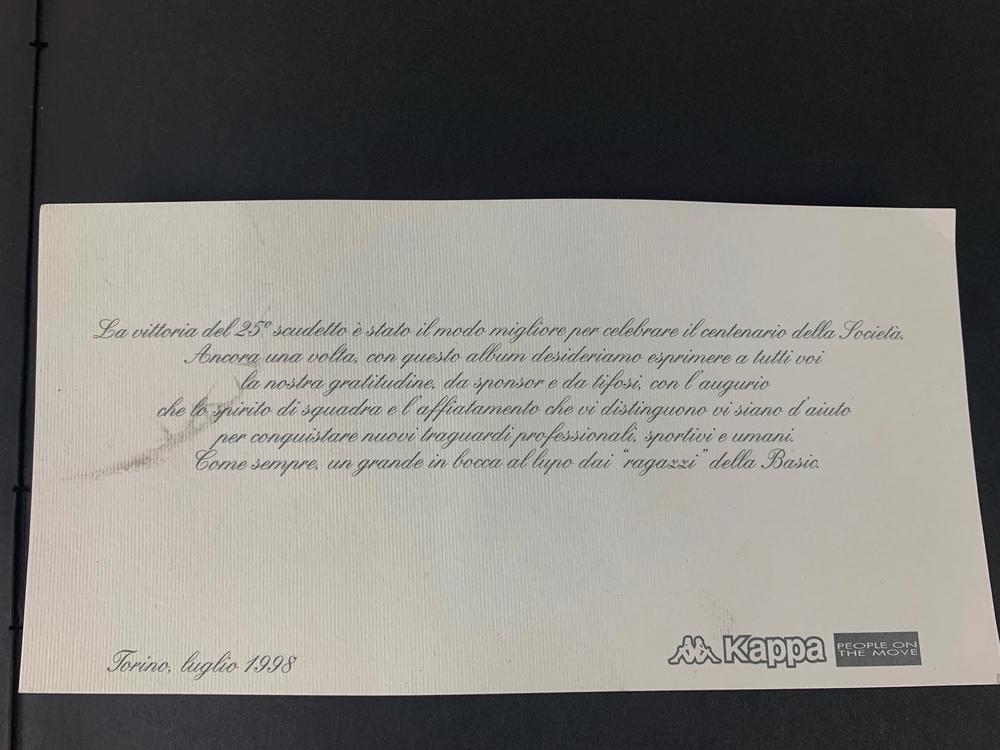 La vittoria del 25° scudetto è stato il modo migliore per celebrare il centenario della Società.
Ancora una volta, con questo album desideriamo esprimere a tutti voi
la nostra gratitudine, da sponsor e da tifosi, con l'augurio
che lo spirito di squadra e l'affiatamento che vi distinguono vi siano d'aiuto
per conquistare nuovi traguardi professionali, sportivi e umani.
Come sempre, un grande in bocca al lupo dai "ragazzi" della Basic.
Torino, luglio 1998
Kappa
PEOPLE ON
THE MOVE